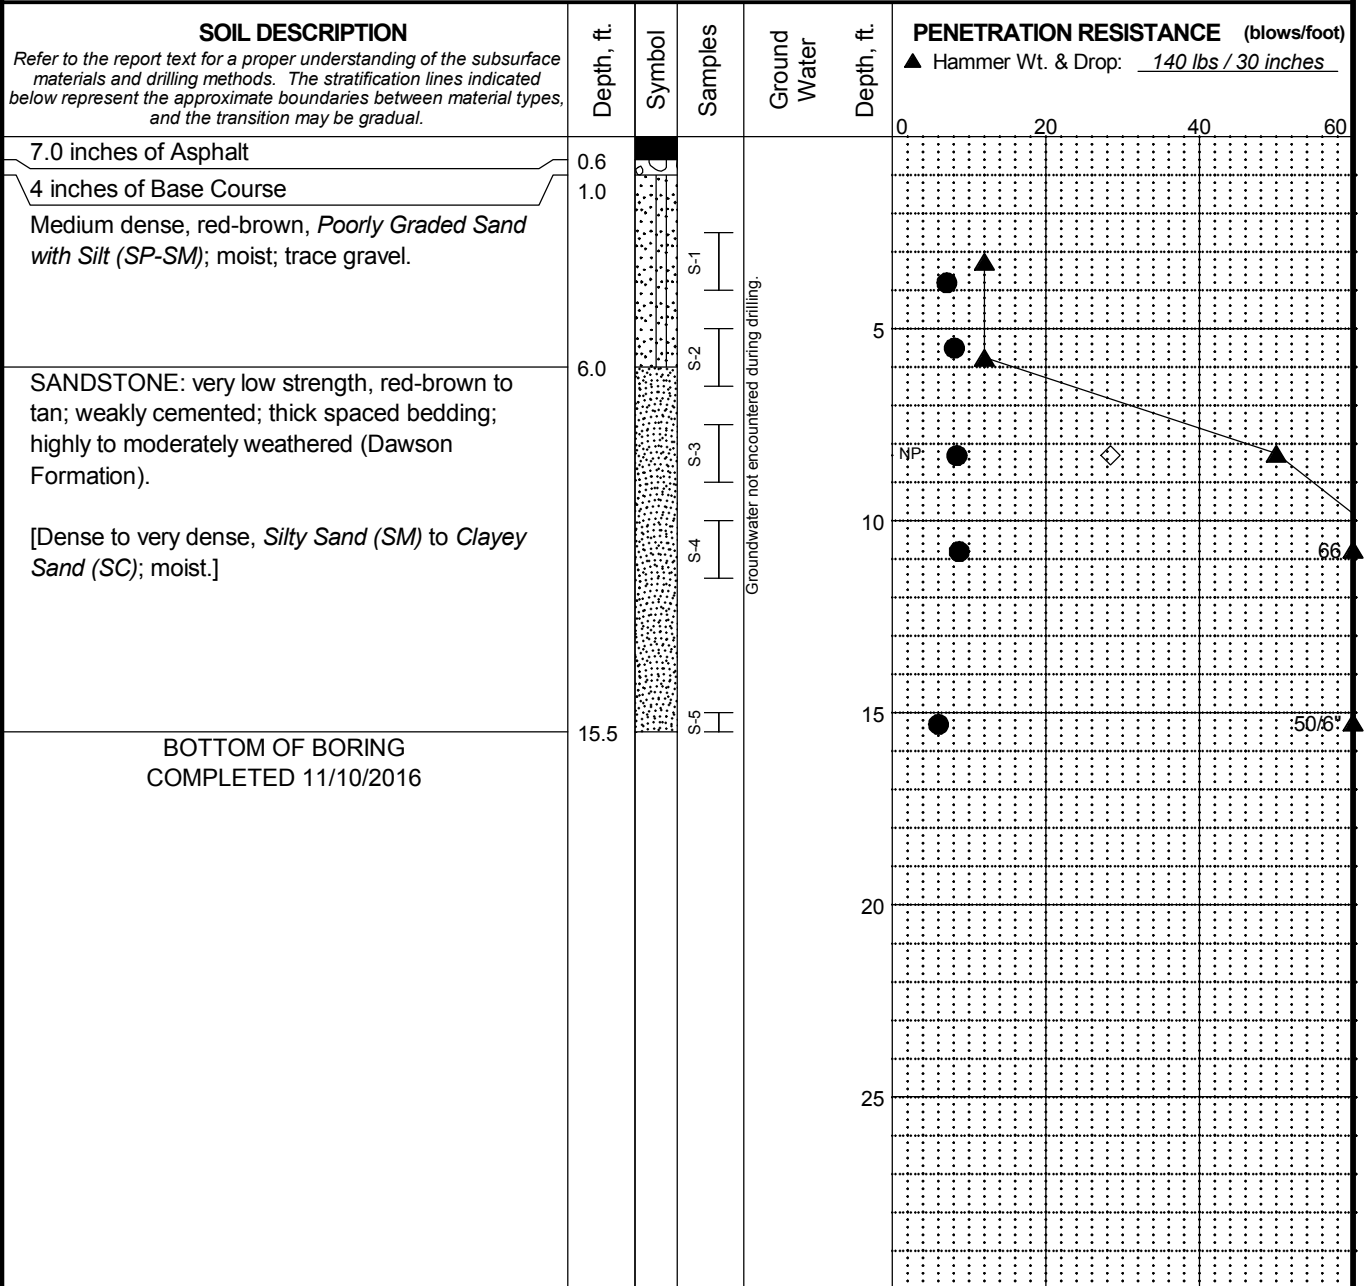 SOIL DESCRIPTION
Refer to the report text for a proper understanding of the subsurface
materials and drilling methods. The stratification lines indicated
below represent the approximate boundaries between material types,
and the transition may be gradual.
Depth, ft.
Symbol
Samples
Ground
Water
Depth, ft.
PENETRATION RESISTANCE (blows/foot)
▲ Hammer Wt. & Drop: 140 lbs / 30 inches
0 20 40 60
7.0 inches of Asphalt
0.6
4 inches of Base Course
1.0
Medium dense, red-brown, Poorly Graded Sand
with Silt (SP-SM); moist; trace gravel.
S-1
5
S-2
6.0
SANDSTONE: very low strength, red-brown to
tan; weakly cemented; thick spaced bedding;
highly to moderately weathered (Dawson
Formation).
S-3
NP
Groundwater not encountered during drilling.
10
[Dense to very dense, Silty Sand (SM) to Clayey
Sand (SC); moist.]
S-4
66
15
S-5
50/6"
15.5
BOTTOM OF BORING
COMPLETED 11/10/2016
20
25